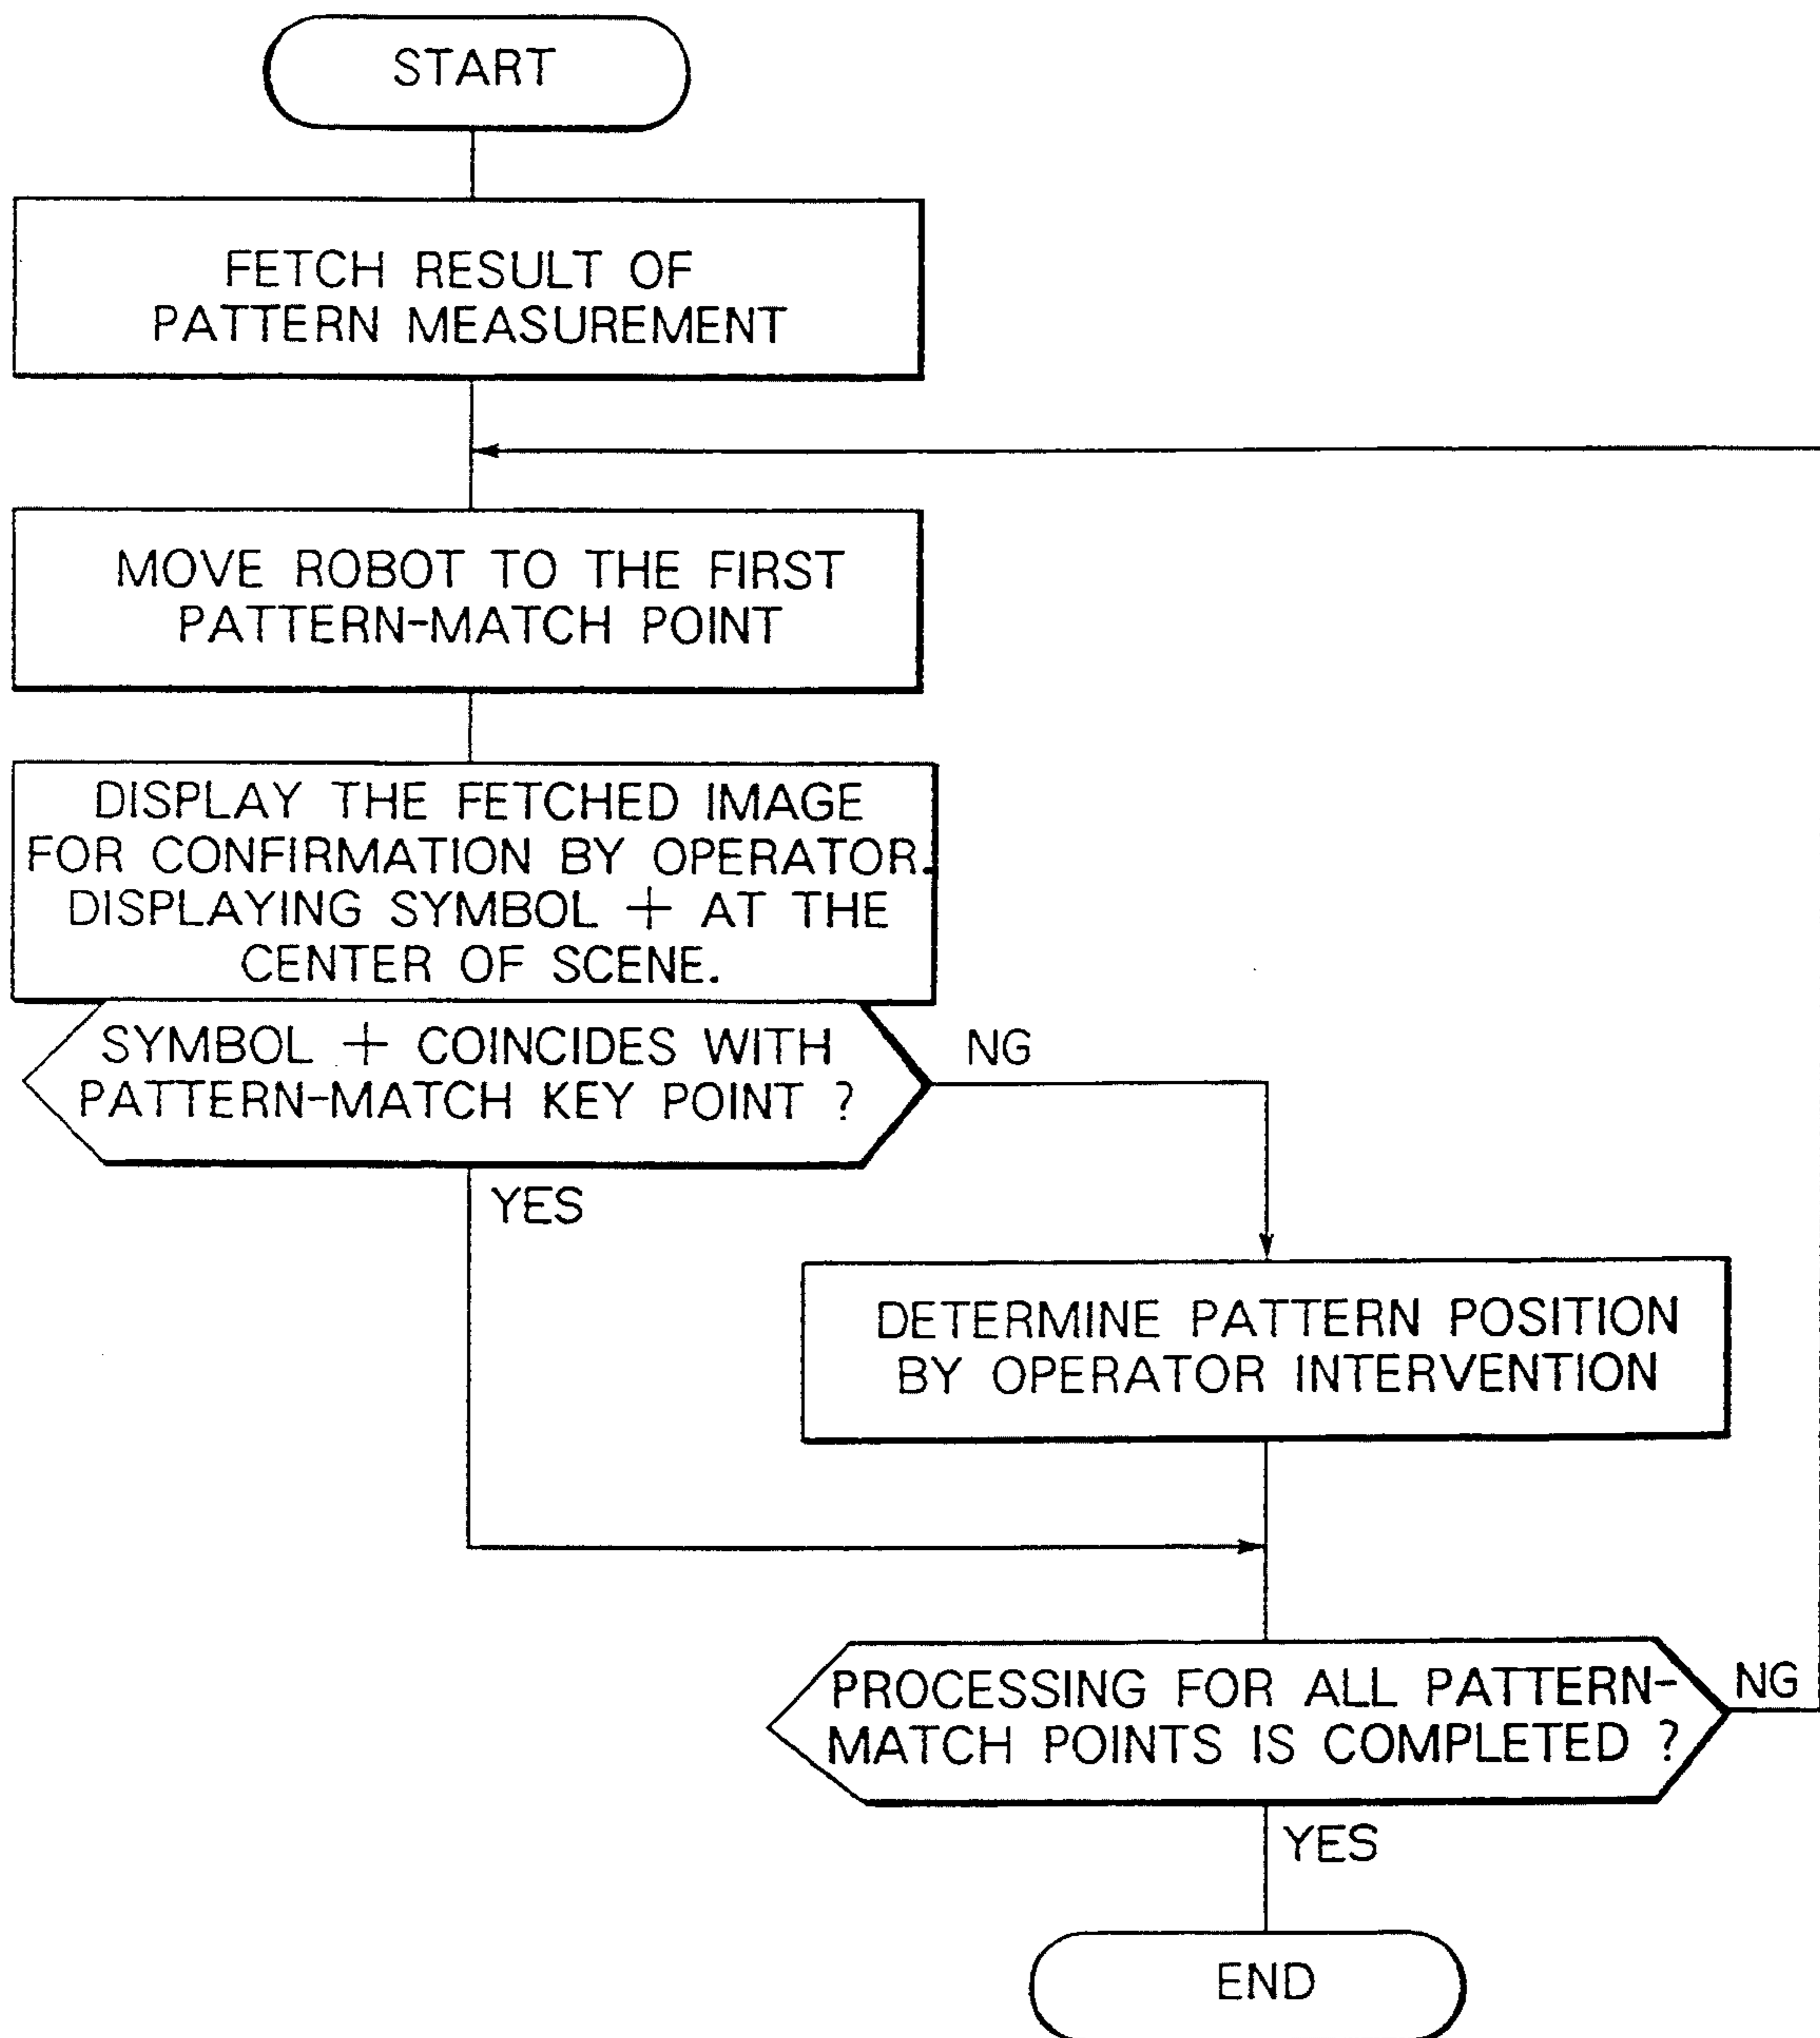 START
FETCH RESULT OF
PATTERN MEASUREMENT
MOVE ROBOT TO THE FIRST
PATTERN-MATCH POINT
DISPLAY THE FETCHED IMAGE
FOR CONFIRMATION BY OPERATOR.
DISPLAYING SYMBOL + AT THE
CENTER OF SCENE.
SYMBOL + COINCIDES WITH
PATTERN-MATCH KEY POINT ?
NG
YES
DETERMINE PATTERN POSITION
BY OPERATOR INTERVENTION
PROCESSING FOR ALL PATTERN-
MATCH POINTS IS COMPLETED ?
NG
YES
END